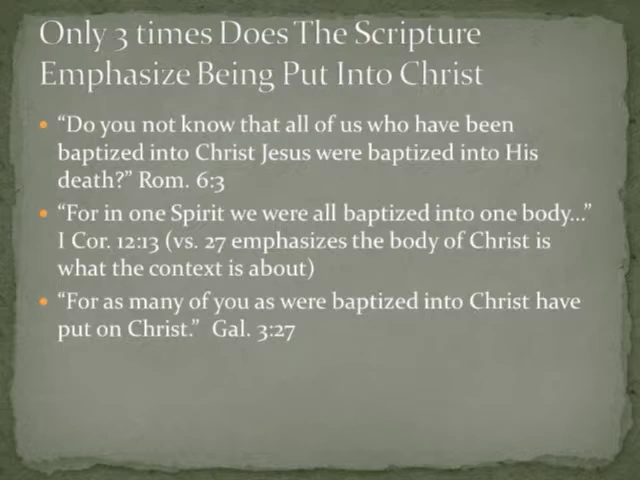 Only 3 times Does The Scripture
Emphasize Being Put Into Christ
• “Do you not know that all of us who have been
baptized into Christ Jesus were baptized into His
death?” Rom. 6:3
• “For in one Spirit we were all baptized into one body…”
I Cor. 12:13 (vs. 27 emphasizes the body of Christ is
what the context is about)
• “For as many of you as were baptized into Christ have
put on Christ.” Gal. 3:27